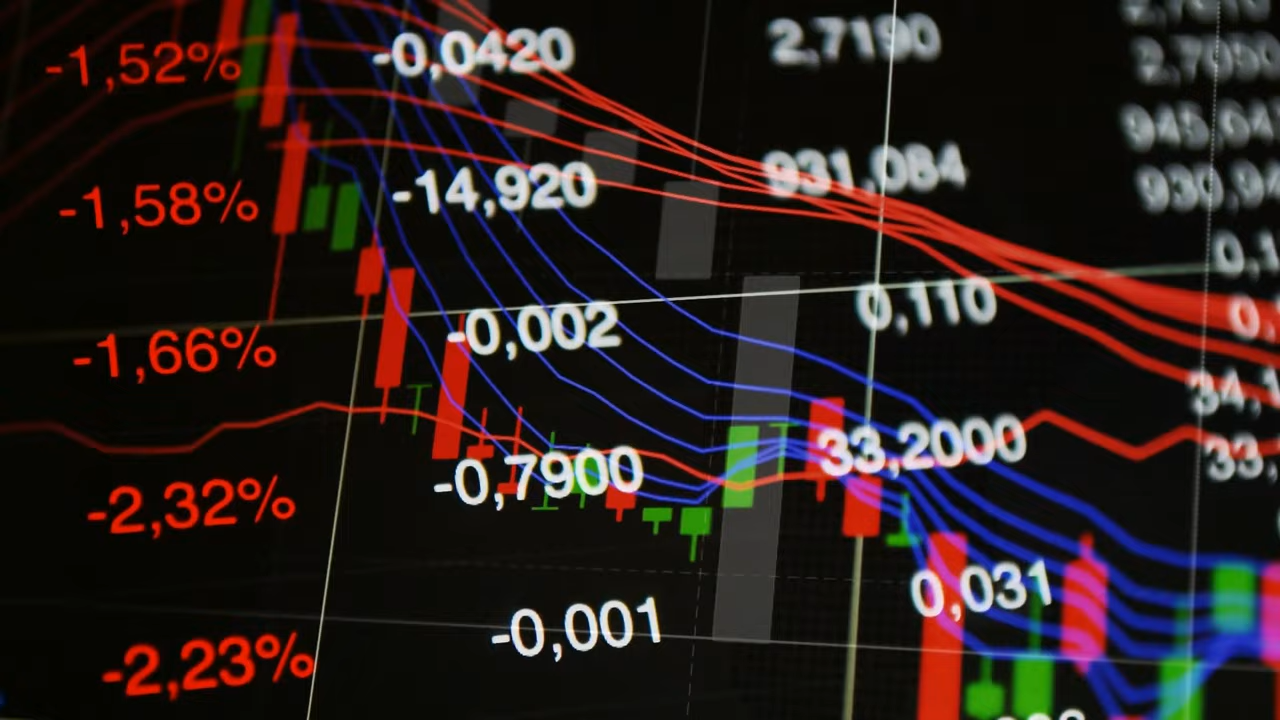 -1,52% -0,0420 2,7190
-1,58% -14,920 931,084
-1,66% -0,002 0,110
-2,32% -0,7900 33,2000
-2,23% -0,001 0,031